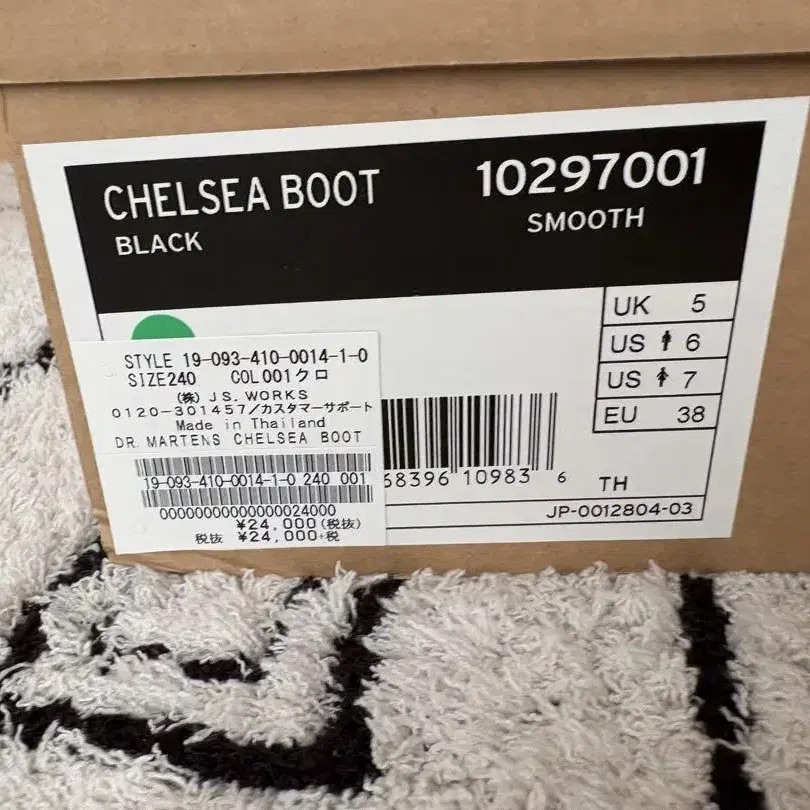 CHELSEA BOOT 10297001
BLACK SMOOTH
UK 5
US 6
US 7
EU 38
STYLE 19-093-410-0014-1-0
SIZE240 COL001クロ
(株) JS. WORKS
0120-301457/カスタマーサポート
Made in Thailand
DR. MARTENS CHELSEA BOOT
19-093-410-0014-1-0 240 001
00000000000000024000
¥24,000(税抜)
税抜 ¥24,000+税
68396 10983 6
TH
JP-0012804-03